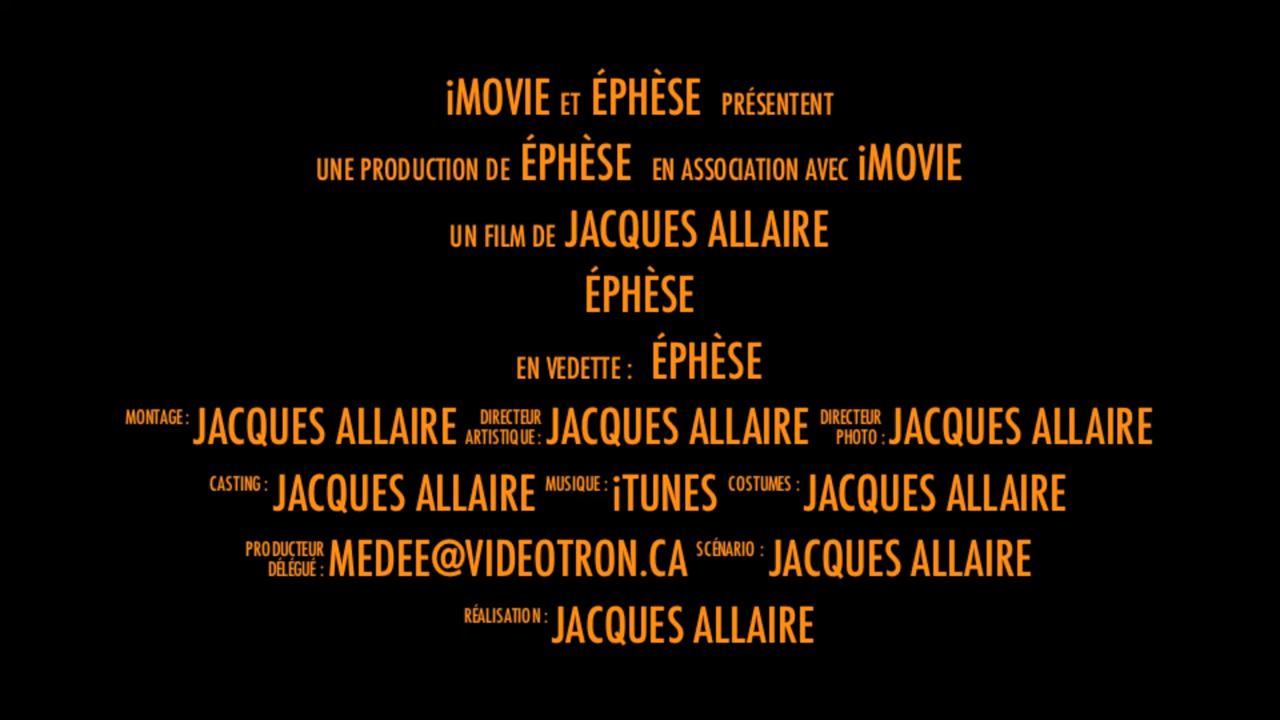 iMOVIE ET ÉPHÈSE PRÉSENTENT
UNE PRODUCTION DE ÉPHÈSE EN ASSOCIATION AVEC iMOVIE
UN FILM DE JACQUES ALLAIRE
ÉPHÈSE
EN VEDETTE : ÉPHÈSE
MONTAGE : JACQUES ALLAIRE DIRECTEUR ARTISTIQUE : JACQUES ALLAIRE DIRECTEUR PHOTO : JACQUES ALLAIRE
CASTING : JACQUES ALLAIRE MUSIQUE : iTUNES COSTUMES : JACQUES ALLAIRE
PRODUCTEUR DÉLÉGUÉ : MEDEE@VIDEOTRON.CA SCÉNARIO : JACQUES ALLAIRE
RÉALISATION : JACQUES ALLAIRE